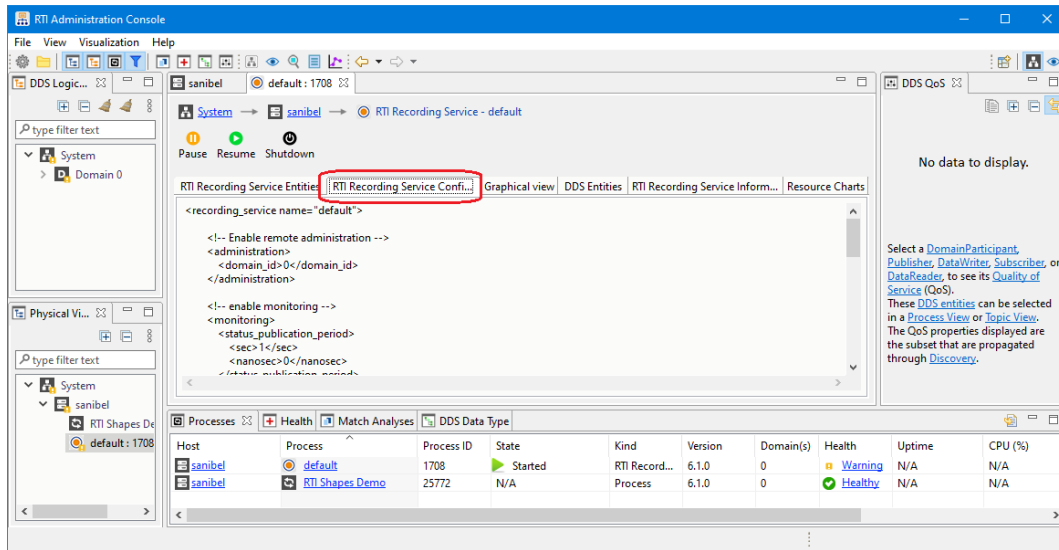 RTI Administration Console
File View Visualization Help
DDS Logic...
type filter text
System
Domain 0
Physical Vi...
type filter text
System
sanibel
RTI Shapes De
default : 1708
sanibel
default : 1708
System → sanibel → RTI Recording Service - default
Pause Resume Shutdown
RTI Recording Service Entities RTI Recording Service Confi... Graphical view DDS Entities RTI Recording Service Inform... Resource Charts
<recording_service name="default">
<!-- Enable remote administration -->
<administration>
<domain_id>0</domain_id>
</administration>
<!-- enable monitoring -->
<monitoring>
<status_publication_period>
<sec>1</sec>
<nanosec>0</nanosec>
</status_publication_period>
DDS QoS
No data to display.
Select a DomainParticipant,
Publisher, DataWriter, Subscriber, or
DataReader, to see its Quality of
Service (QoS).
These DDS entities can be selected
in a Process View or Topic View.
The QoS properties displayed are
the subset that are propagated
through Discovery.
Processes Health Match Analyses DDS Data Type
Host Process Process ID State Kind Version Domain(s) Health Uptime CPU (%)
sanibel default 1708 Started RTI Record... 6.1.0 0 Warning N/A N/A
sanibel RTI Shapes Demo 25772 N/A Process 6.1.0 0 Healthy N/A N/A